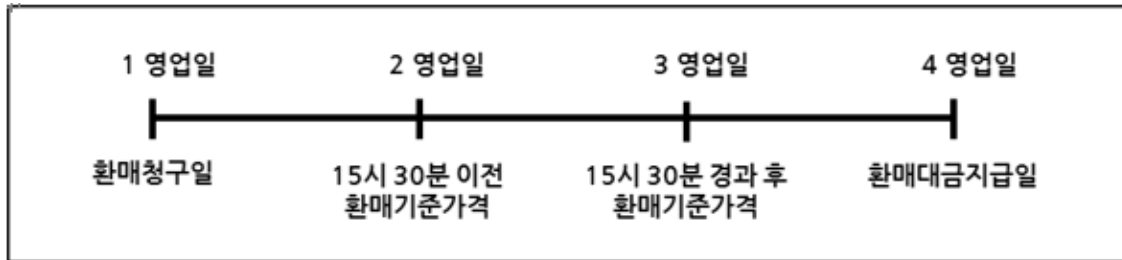 1 영업일
2 영업일
3 영업일
4 영업일
환매청구일
15시 30분 이전
환매기준가격
15시 30분 경과 후
환매기준가격
환매대금지급일